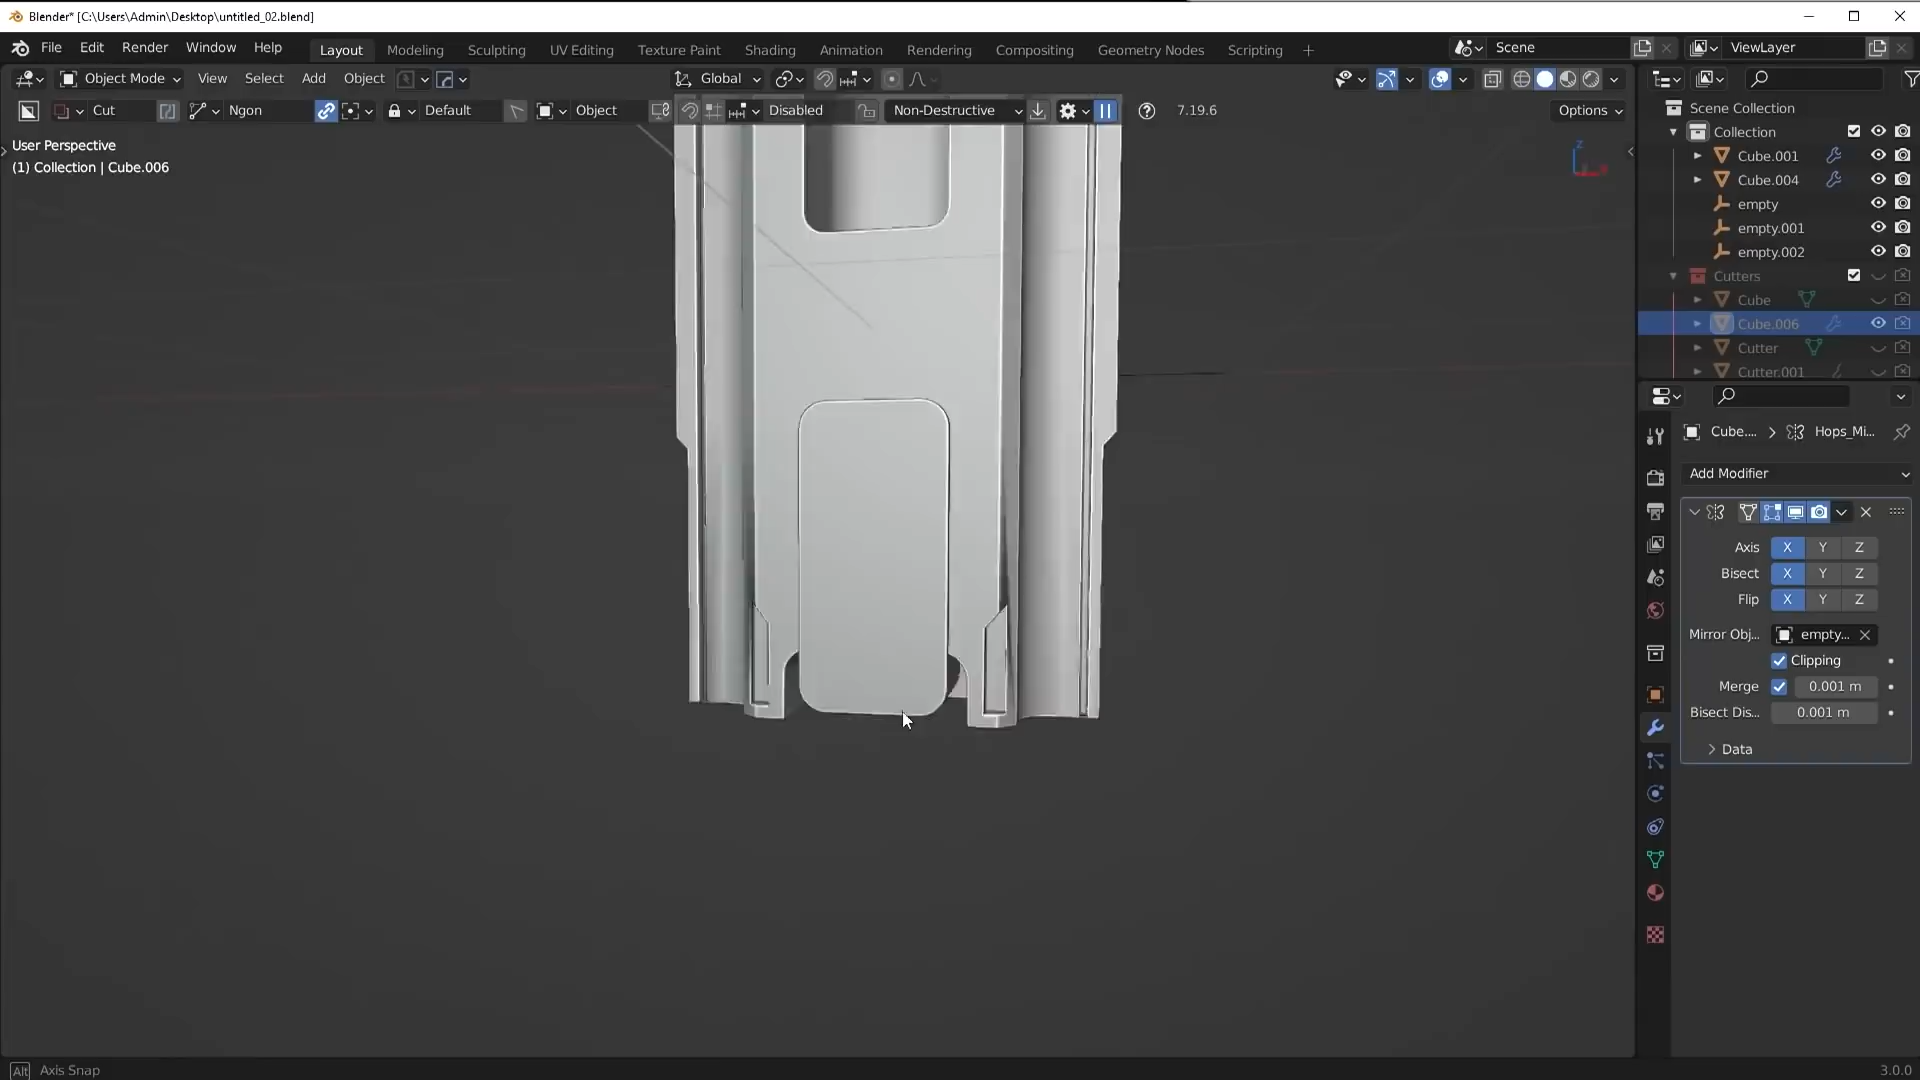 Blender* [C:\Users\Admin\Desktop\untitled_02.blend]
File Edit Render Window Help Layout Modeling Sculpting UV Editing Texture Paint Shading Animation Rendering Compositing Geometry Nodes Scripting + Scene ViewLayer
Object Mode View Select Add Object Global
Cut Ngon Default Object Disabled Non-Destructive 7.19.6 Options
User Perspective
(1) Collection | Cube.006
Z
Scene Collection
Collection
Cube.001
Cube.004
empty
empty.001
empty.002
Cutters
Cube
Cube.006
Cutter
Cutter.001
Cube.... > Hops_Mi...
Add Modifier
Axis X Y Z
Bisect X Y Z
Flip X Y Z
Mirror Obj... empty...
Clipping
Merge 0.001 m
Bisect Dis... 0.001 m
Data
Alt Axis Snap
3.0.0